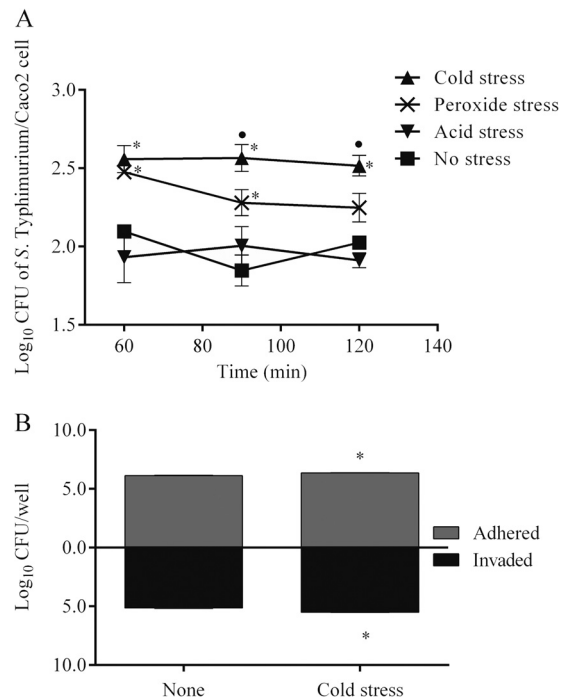 A
Log10 CFU of S. Typhimurium/Caco2 cell
3.0
2.5
2.0
1.5
60
80
100
120
140
Time (min)
Cold stress
Peroxide stress
Acid stress
No stress
*
*
*
*
*
B
Log10 CFU/well
10.0
5.0
0.0
5.0
10.0
*
*
Adhered
Invaded
None
Cold stress